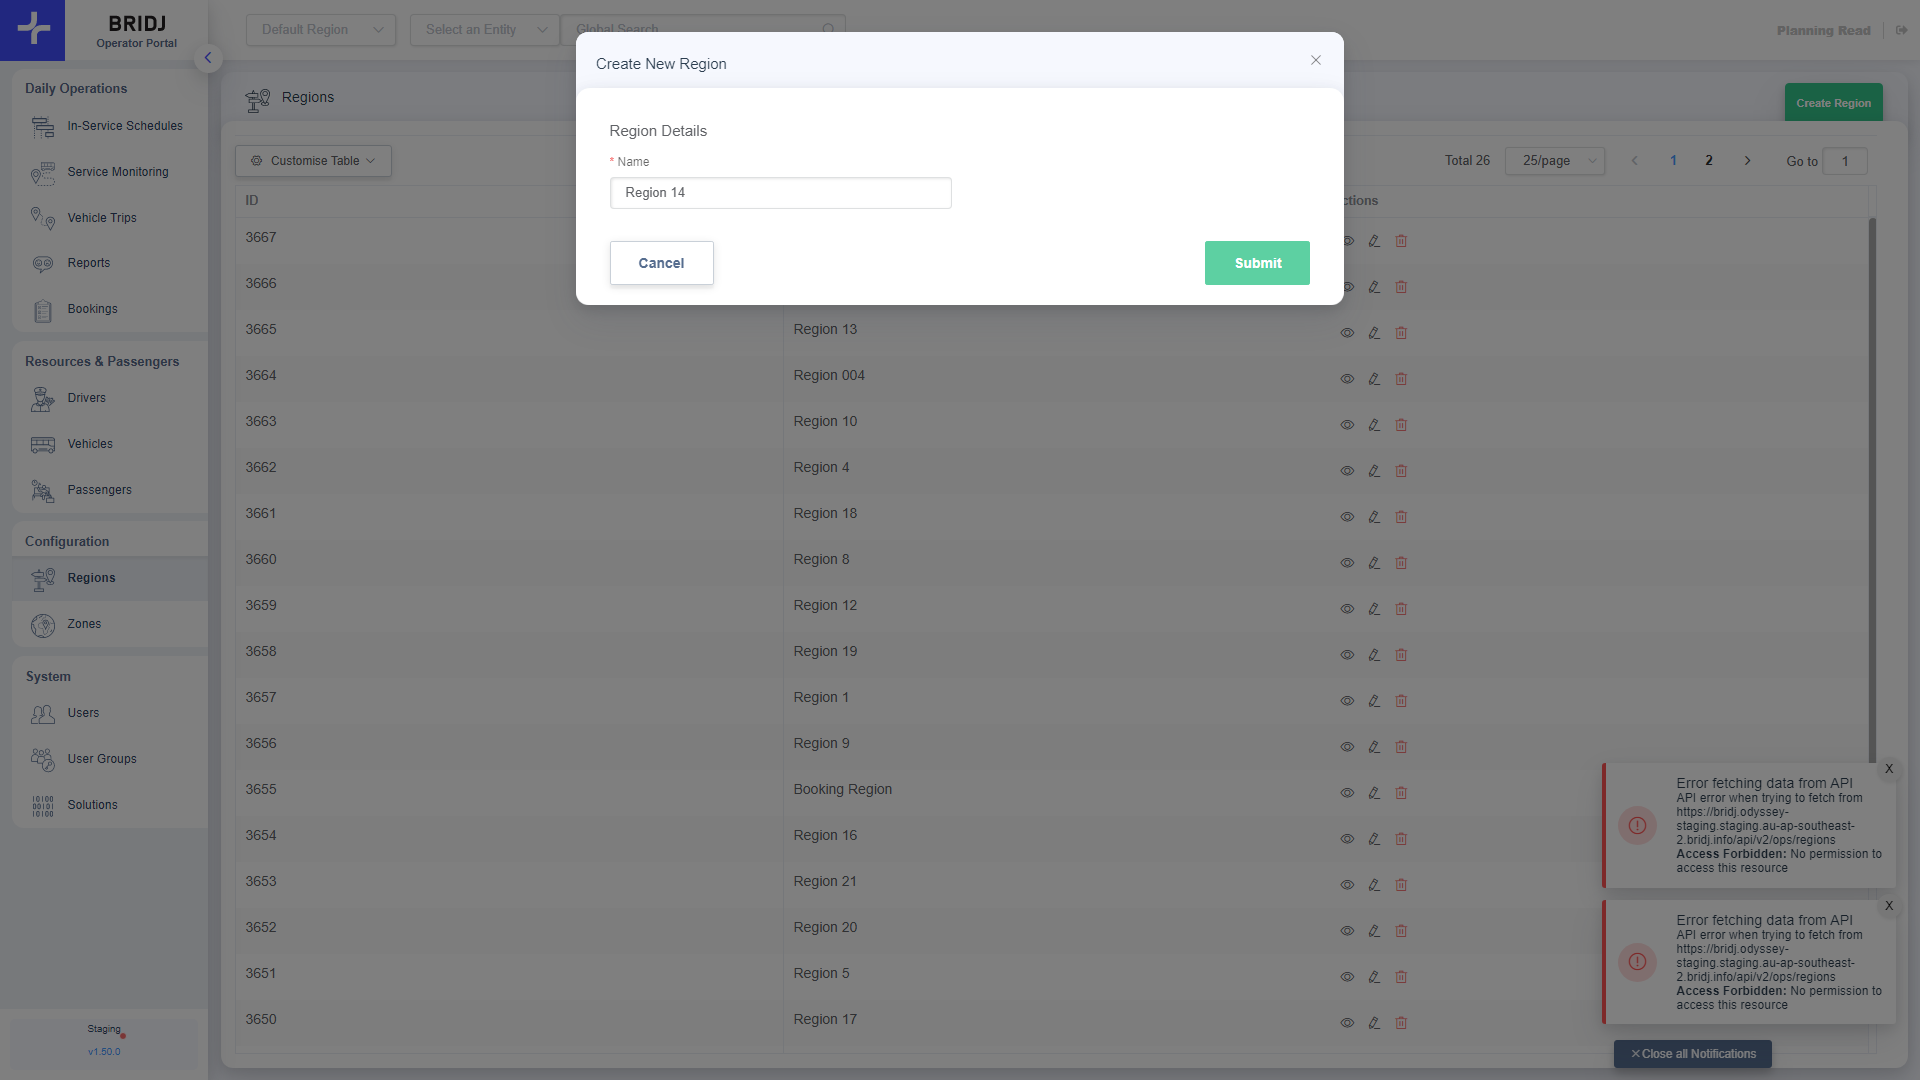 BRIDJ
Operator Portal
Default Region
Select an Entity
Global Search
Planning Read
Daily Operations
In-Service Schedules
Service Monitoring
Vehicle Trips
Reports
Bookings
Resources & Passengers
Drivers
Vehicles
Passengers
Configuration
Regions
Zones
System
Users
User Groups
Solutions
Staging
v1.50.0
Regions
Create Region
Customise Table
Total 26
25/page
1
2
Go to
1
Create New Region
Region Details
* Name
Region 14
Cancel
Submit
ID
ctions
3667
3666
3665 Region 13
3664 Region 004
3663 Region 10
3662 Region 4
3661 Region 18
3660 Region 8
3659 Region 12
3658 Region 19
3657 Region 1
3656 Region 9
3655 Booking Region
3654 Region 16
3653 Region 21
3652 Region 20
3651 Region 5
3650 Region 17
X
Error fetching data from API
API error when trying to fetch from
https://bridj.odyssey-
staging.staging.au-ap-southeast-
2.bridj.info/api/v2/ops/regions
Access Forbidden: No permission to
access this resource
X
Error fetching data from API
API error when trying to fetch from
https://bridj.odyssey-
staging.staging.au-ap-southeast-
2.bridj.info/api/v2/ops/regions
Access Forbidden: No permission to
access this resource
Close all Notifications